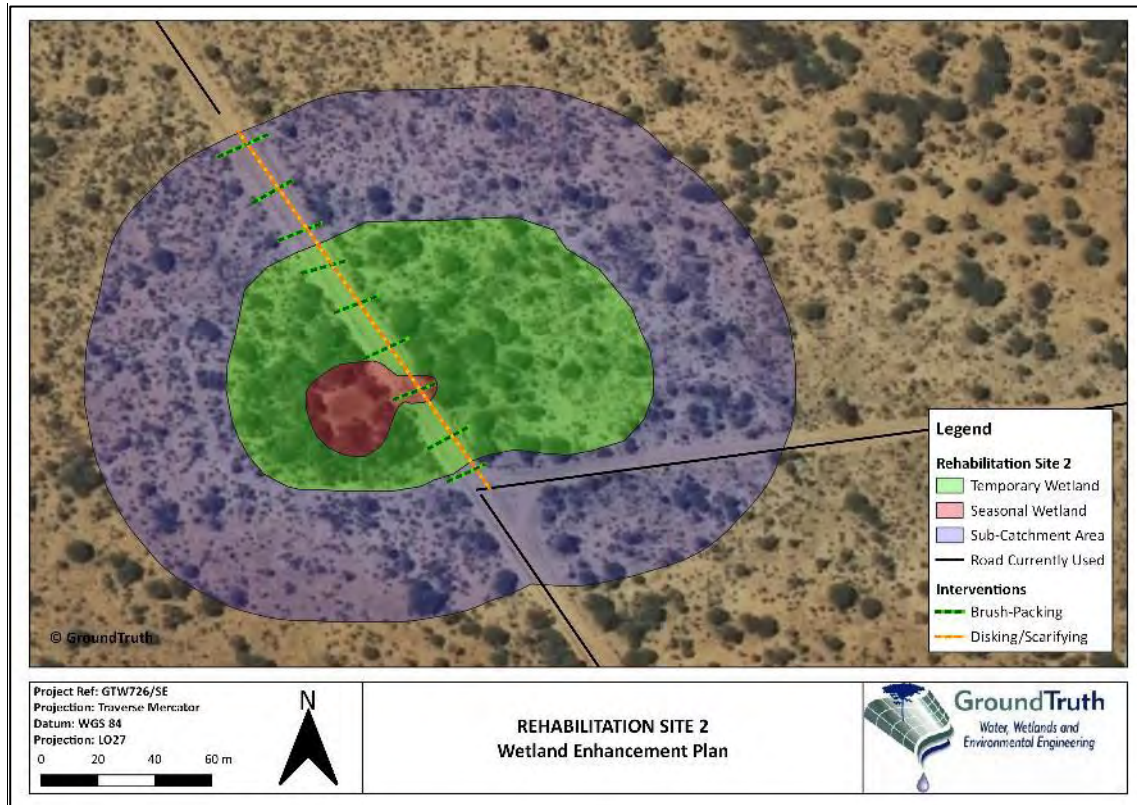 Legend
Rehabilitation Site 2
Temporary Wetland
Seasonal Wetland
Sub-Catchment Area
Road Currently Used
Interventions
Brush-Packing
Disking/Scarifying
© GroundTruth
Project Ref: GTW726/SE
Projection: Traverse Mercator
Datum: WGS 84
Projection: LO27
0 20 40 60 m
N
REHABILITATION SITE 2
Wetland Enhancement Plan
GroundTruth
Water, Wetlands and
Environmental Engineering